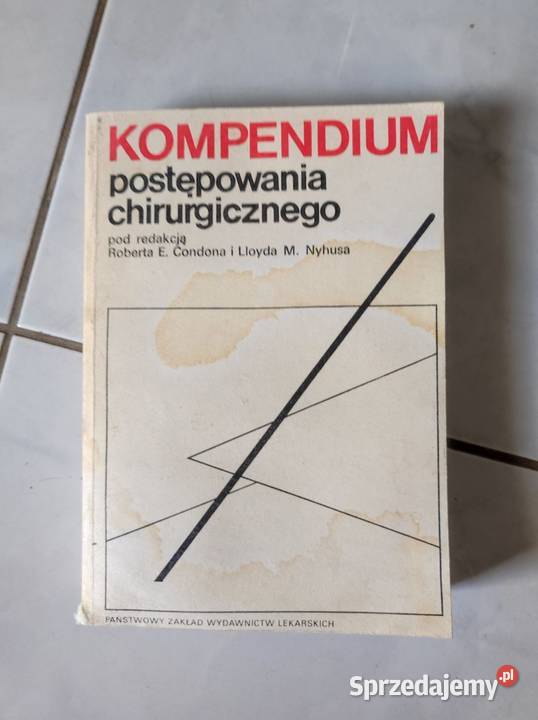 KOMPENDIUM
postępowania
chirurgicznego
pod redakcją
Roberta E. Condona i Lloyda M. Nyhusa
PAŃSTWOWY ZAKŁAD WYDAWNICTW LEKARSKICH
Sprzedajemy.pl